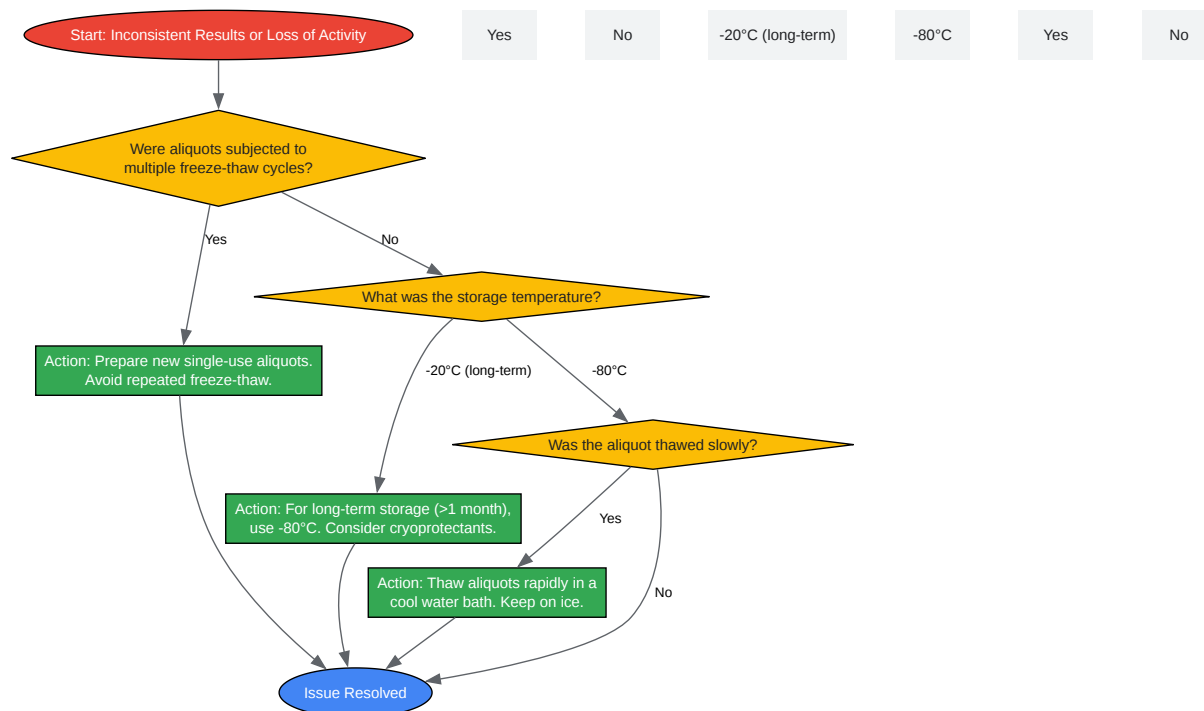 Start: Inconsistent Results or Loss of Activity
Yes
No
-20°C (long-term)
-80°C
Yes
No
Were aliquots subjected to
multiple freeze-thaw cycles?
Yes
No
What was the storage temperature?
Action: Prepare new single-use aliquots.
Avoid repeated freeze-thaw.
-20°C (long-term)
-80°C
Was the aliquot thawed slowly?
Action: For long-term storage (>1 month),
use -80°C. Consider cryoprotectants.
Yes
Action: Thaw aliquots rapidly in a
cool water bath. Keep on ice.
No
Issue Resolved